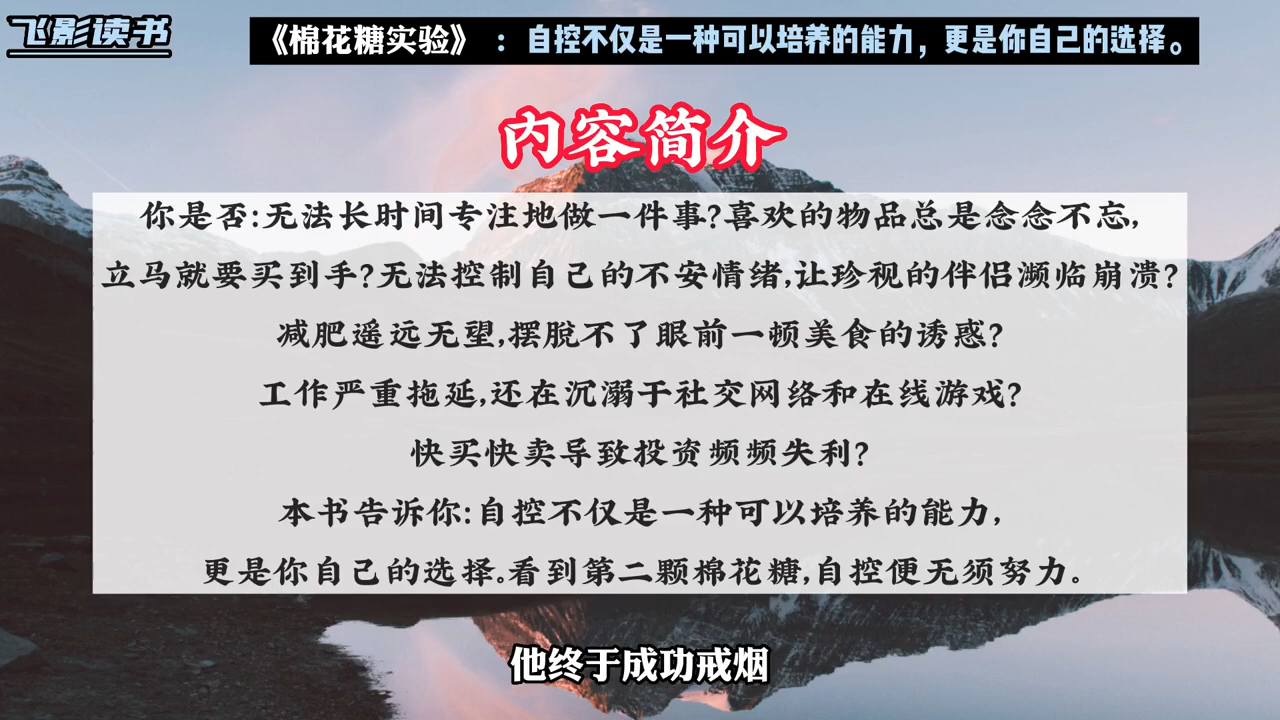 飞影读书
《棉花糖实验》：自控不仅是一种可以培养的能力，更是你自己的选择。
内容简介
你是否:无法长时间专注地做一件事?喜欢的物品总是念念不忘,
立马就要买到手?无法控制自己的不安情绪,让珍视的伴侣濒临崩溃?
减肥遥远无望,摆脱不了眼前一顿美食的诱惑?
工作严重拖延,还在沉溺于社交网络和在线游戏?
快买快卖导致投资频频失利?
本书告诉你:自控不仅是一种可以培养的能力,
更是你自己的选择。看到第二颗棉花糖,自控便无须努力。
他终于成功戒烟